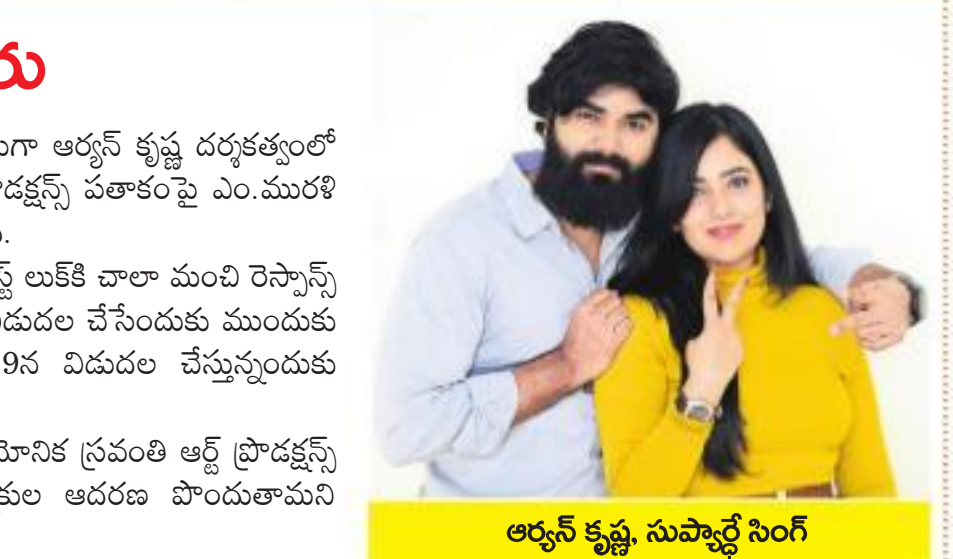 రు
గా ఆర్యన్ కృష్ణ దర్శకత్వంలో
డక్షన్స్ పతాకంపై ఎం.మురళి
స్ట్ లుక్‌కి చాలా మంచి రెస్పాన్స్
డుదల చేసేందుకు ముందుకు
9న విడుదల చేస్తున్నందుకు
మోనిక స్రవంతి ఆర్ట్ ప్రొడక్షన్స్
కుల ఆదరణ పొందుతామని
ఆర్యన్ కృష్ణ, సుప్యార్దే సింగ్